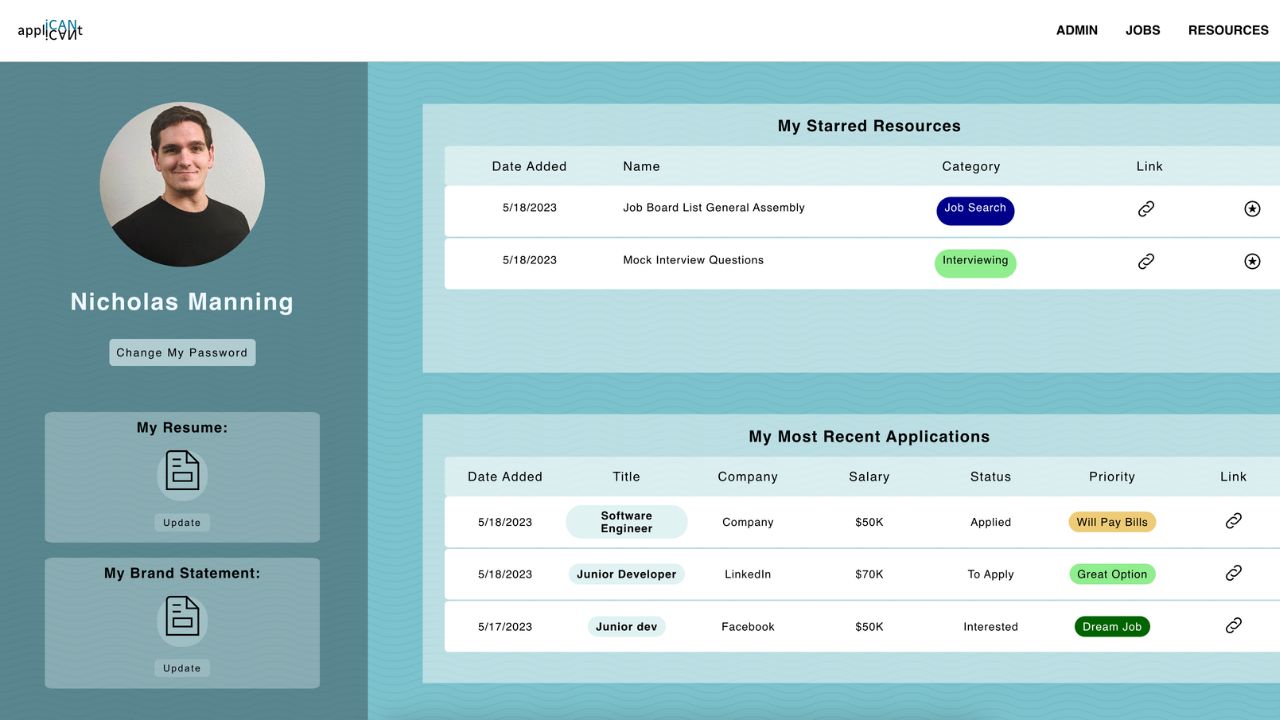 appliCANt
iCAN
ADMIN JOBS RESOURCES
Nicholas Manning
Change My Password
My Resume:
Update
My Brand Statement:
Update
My Starred Resources
Date Added Name Category Link
5/18/2023 Job Board List General Assembly Job Search
5/18/2023 Mock Interview Questions Interviewing
My Most Recent Applications
Date Added Title Company Salary Status Priority Link
5/18/2023 Software Engineer Company $50K Applied Will Pay Bills
5/18/2023 Junior Developer LinkedIn $70K To Apply Great Option
5/17/2023 Junior dev Facebook $50K Interested Dream Job